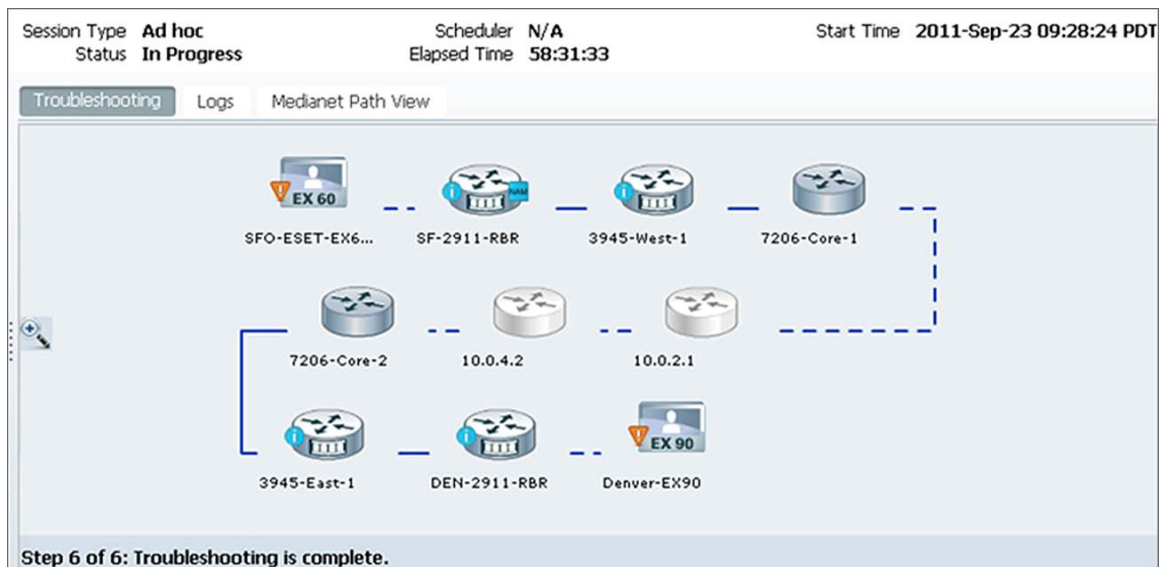 Session Type Ad hoc Scheduler N/A Start Time 2011-Sep-23 09:28:24 PDT
Status In Progress Elapsed Time 58:31:33
Troubleshooting Logs Medianet Path View
EX 60 NAM
SFO-ESET-EX6... SF-2911-RBR 3945-West-1 7206-Core-1
7206-Core-2 10.0.4.2 10.0.2.1
EX 90
3945-East-1 DEN-2911-RBR Denver-EX90
Step 6 of 6: Troubleshooting is complete.